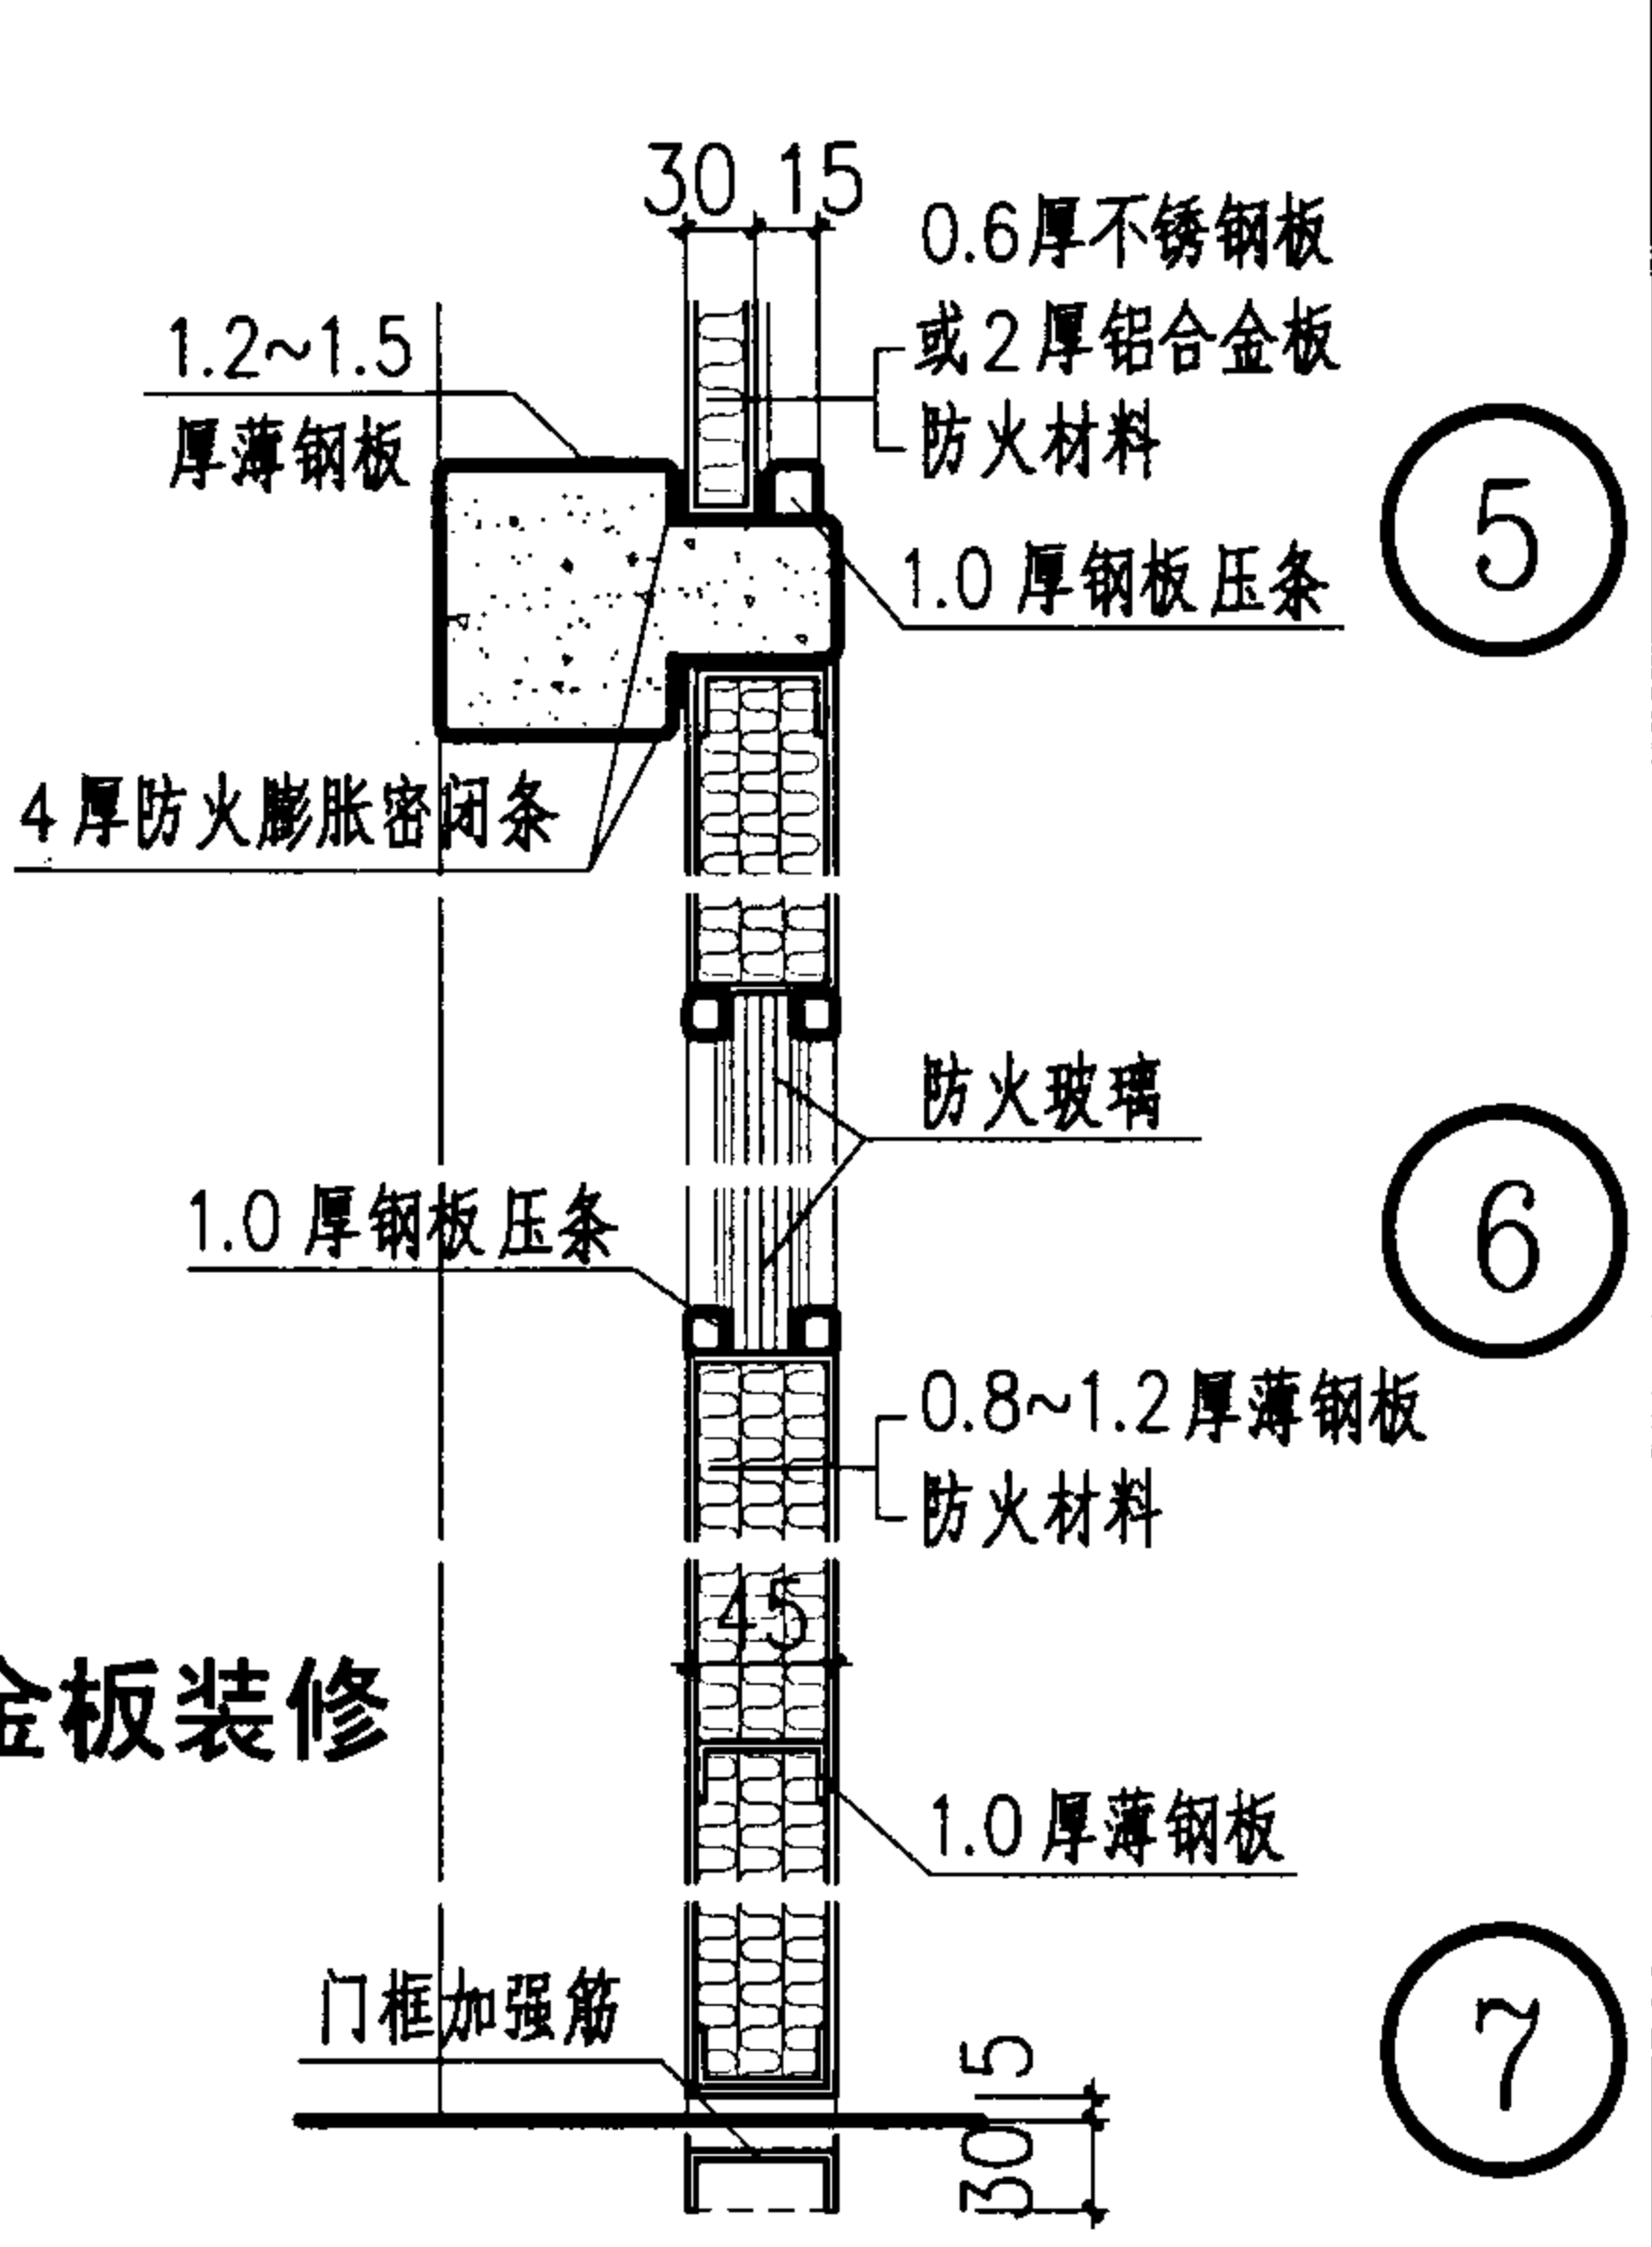 30 15
0.6厚不锈钢板
1.2~1.5
或2厚铝合金板
厚薄钢板
防火材料
5
1.0厚钢板压条
4厚防火膨胀密闭条
防火玻璃
1.0厚钢板压条
6
0.8~1.2厚薄钢板
防火材料
45
金板装修
1.0厚薄钢板
门框加强筋
5
7
30